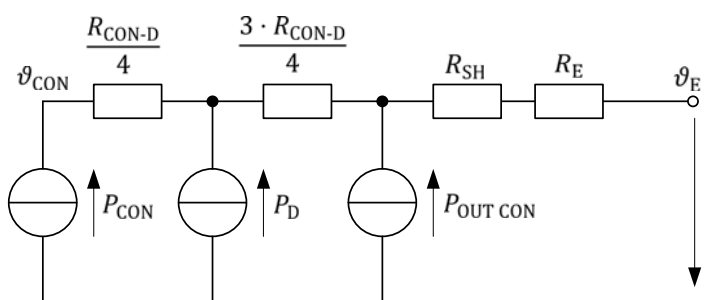 R_CON-D
4
3 · R_CON-D
4
ϑ_CON
R_SH
R_E
ϑ_E
P_CON
P_D
P_OUT CON